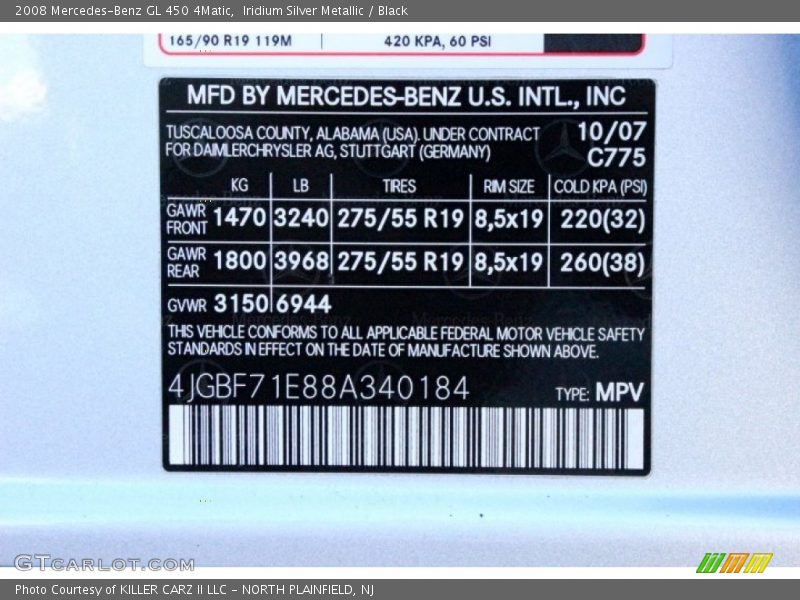 2008 Mercedes-Benz GL 450 4Matic,  Iridium Silver Metallic / Black
165/90 R19 119M 420 KPA, 60 PSI
MFD BY MERCEDES-BENZ U.S. INTL., INC
TUSCALOOSA COUNTY, ALABAMA (USA). UNDER CONTRACT 10/07
FOR DAIMLERCHRYSLER AG, STUTTGART (GERMANY) C775
KG LB TIRES RIM SIZE COLD KPA (PSI)
GAWR FRONT 1470 3240 275/55 R19 8,5x19 220(32)
GAWR REAR 1800 3968 275/55 R19 8,5x19 260(38)
GVWR 3150 6944
THIS VEHICLE CONFORMS TO ALL APPLICABLE FEDERAL MOTOR VEHICLE SAFETY
STANDARDS IN EFFECT ON THE DATE OF MANUFACTURE SHOWN ABOVE.
4JGBF71E88A340184 TYPE: MPV
GTCARLOT.COM
Photo Courtesy of KILLER CARZ II LLC - NORTH PLAINFIELD, NJ